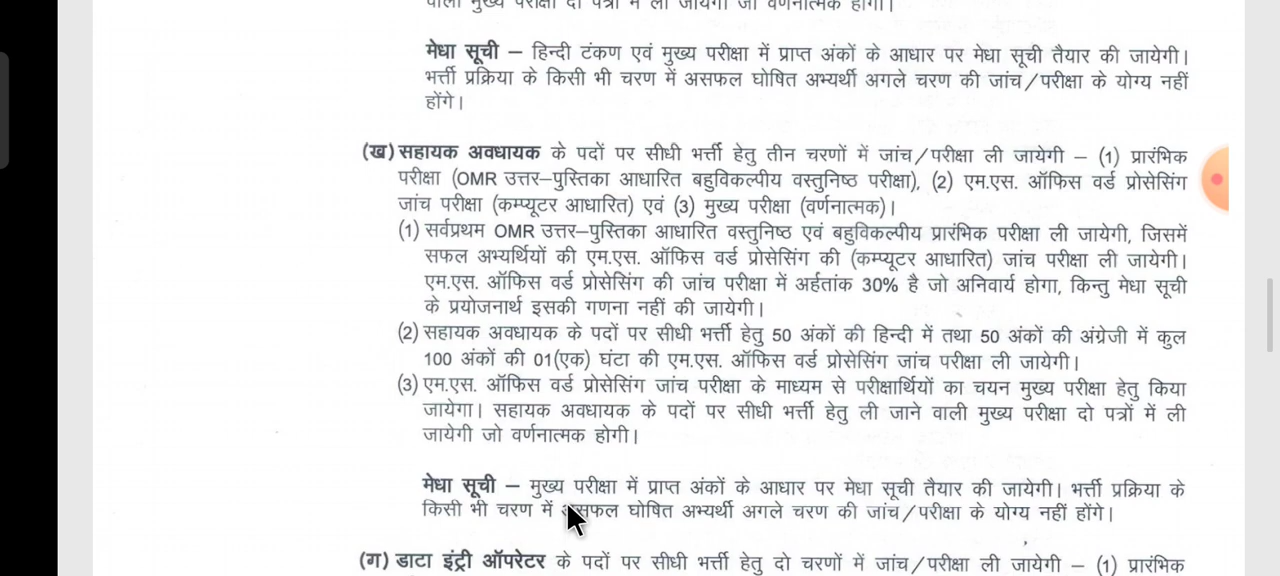 वाली मुख्य परीक्षा दो पत्रों में ली जायेगी जो वर्णनात्मक होगी।
मेधा सूची – हिन्दी टंकण एवं मुख्य परीक्षा में प्राप्त अंकों के आधार पर मेधा सूची तैयार की जायेगी।
भर्त्ती प्रक्रिया के किसी भी चरण में असफल घोषित अभ्यर्थी अगले चरण की जांच/परीक्षा के योग्य नहीं
होंगे।
(ख) सहायक अवधायक के पदों पर सीधी भर्त्ती हेतु तीन चरणों में जांच/परीक्षा ली जायेगी – (1) प्रारंभिक
परीक्षा (OMR उत्तर–पुस्तिका आधारित बहुविकल्पीय वस्तुनिष्ठ परीक्षा), (2) एम.एस. ऑफिस वर्ड प्रोसेसिंग
जांच परीक्षा (कम्प्यूटर आधारित) एवं (3) मुख्य परीक्षा (वर्णनात्मक)।
(1) सर्वप्रथम OMR उत्तर–पुस्तिका आधारित वस्तुनिष्ठ एवं बहुविकल्पीय प्रारंभिक परीक्षा ली जायेगी, जिसमें
सफल अभ्यर्थियों की एम.एस. ऑफिस वर्ड प्रोसेसिंग की (कम्प्यूटर आधारित) जांच परीक्षा ली जायेगी।
एम.एस. ऑफिस वर्ड प्रोसेसिंग की जांच परीक्षा में अर्हतांक 30% है जो अनिवार्य होगा, किन्तु मेधा सूची
के प्रयोजनार्थ इसकी गणना नहीं की जायेगी।
(2) सहायक अवधायक के पदों पर सीधी भर्त्ती हेतु 50 अंकों की हिन्दी में तथा 50 अंकों की अंग्रेजी में कुल
100 अंकों की 01(एक) घंटा की एम.एस. ऑफिस वर्ड प्रोसेसिंग जांच परीक्षा ली जायेगी।
(3) एम.एस. ऑफिस वर्ड प्रोसेसिंग जांच परीक्षा के माध्यम से परीक्षार्थियों का चयन मुख्य परीक्षा हेतु किया
जायेगा। सहायक अवधायक के पदों पर सीधी भर्त्ती हेतु ली जाने वाली मुख्य परीक्षा दो पत्रों में ली
जायेगी जो वर्णनात्मक होगी।
मेधा सूची – मुख्य परीक्षा में प्राप्त अंकों के आधार पर मेधा सूची तैयार की जायेगी। भर्त्ती प्रक्रिया के
किसी भी चरण में असफल घोषित अभ्यर्थी अगले चरण की जांच/परीक्षा के योग्य नहीं होंगे।
(ग) डाटा इंट्री ऑपरेटर के पदों पर सीधी भर्त्ती हेतु दो चरणों में जांच/परीक्षा ली जायेगी – (1) प्रारंभिक